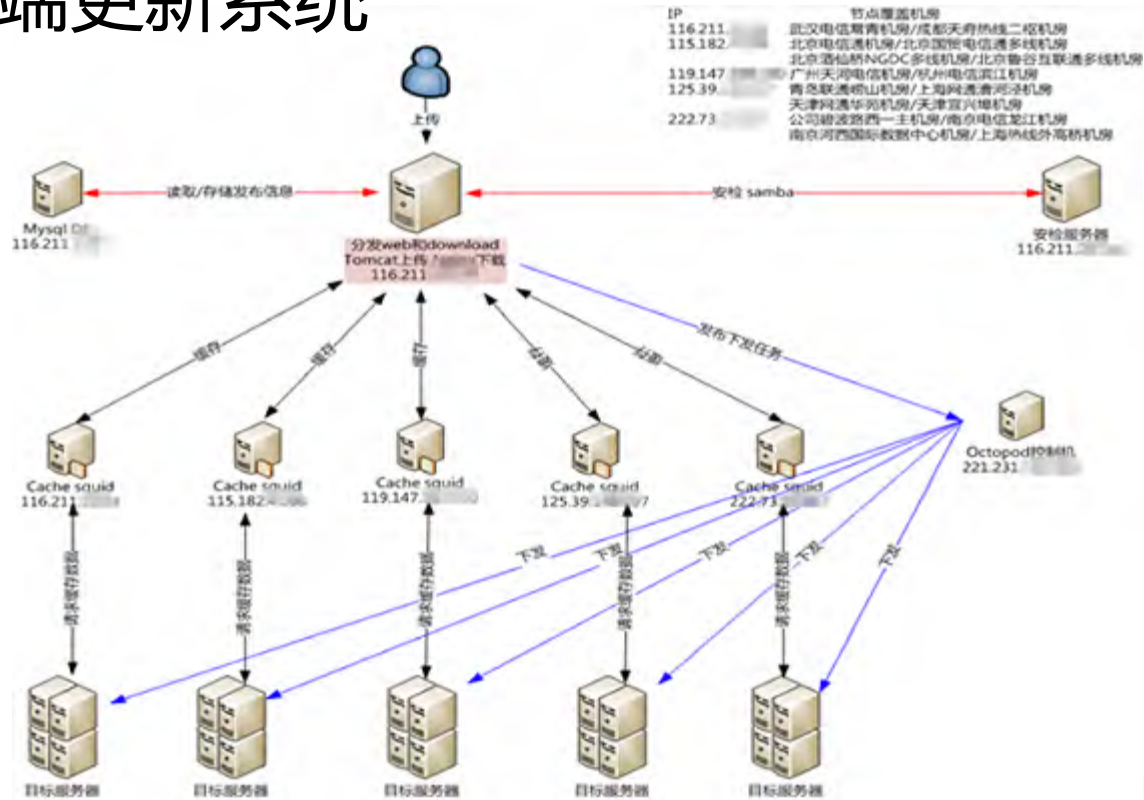 端更新系统
IP 节点覆盖机房
116.211. 武汉电信常青机房/成都天府热线二枢机房
115.182. 北京电信通机房/北京国贸电信通多线机房
北京酒仙桥NGDC多线机房/北京鲁谷互联通多线机房
119.147 广州天河电信机房/杭州电信滨江机房
125.39. 青岛联通崂山机房/上海网通漕河泾机房
天津网通华苑机房/天津宜兴埠机房
222.73 公司碧波路西一主机房/南京电信龙江机房
南京河西国际数据中心机房/上海热线外高桥机房
上传
读取/存储发布信息
安检 samba
Mysql
116.211
分发web和download
Tomcat上传 下载
116.211
安检服务器
116.211.
发布下发任务
缓存
缓存
缓存
缓存
缓存
Octopod控制机
221.231
Cache squid
116.211
Cache squid
115.182.
Cache squid
119.147.
Cache squid
125.39.
Cache squid
222.73
下发
下发
下发
下发
下发
请求缓存数据
请求缓存数据
请求缓存数据
请求缓存数据
请求缓存数据
目标服务器
目标服务器
目标服务器
目标服务器
目标服务器